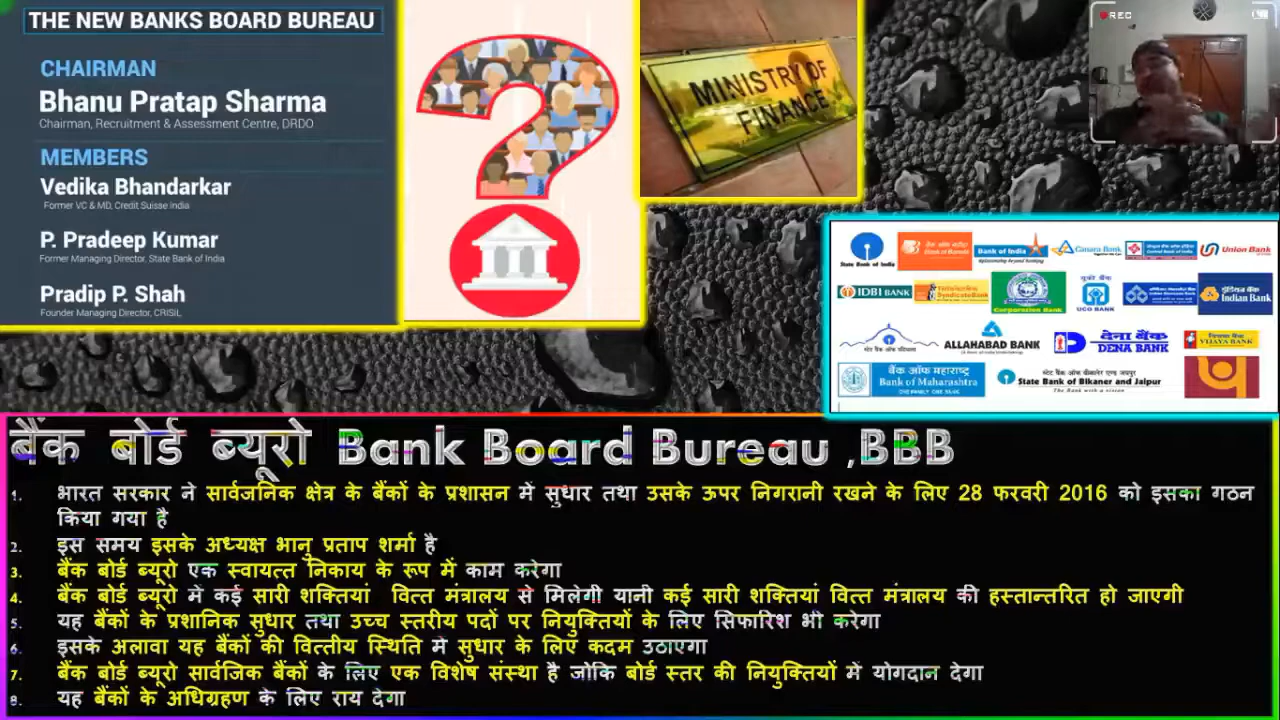 THE NEW BANKS BOARD BUREAU
CHAIRMAN
Bhanu Pratap Sharma
Chairman, Recruitment & Assessment Centre, DRDO
MEMBERS
Vedika Bhandarkar
Former VC & MD, Credit Suisse India
P. Pradeep Kumar
Former Managing Director, State Bank of India
Pradip P. Shah
Founder Managing Director, CRISIL
MINISTRY OF
FINANCE
REC
State Bank of India
Bank of India
Canara Bank
Union Bank
IDBI BANK
SyndicateBank
Corporation Bank
यूको बैंक
UCO BANK
Indian Bank
ALLAHABAD BANK
देना बैंक
DENA BANK
VIJAYA BANK
बैंक ऑफ महाराष्ट्र
Bank of Maharashtra
स्टेट बैंक ऑफ बीकानेर एण्ड जयपुर
State Bank of Bikaner and Jaipur
The Bank with a vision
बैंक बोर्ड ब्यूरो Bank Board Bureau ,BBB
1. भारत सरकार ने सार्वजनिक क्षेत्र के बैंकों के प्रशासन में सुधार तथा उसके ऊपर निगरानी रखने के लिए 28 फरवरी 2016 को इसका गठन
किया गया है
2. इस समय इसके अध्यक्ष भानु प्रताप शर्मा है
3. बैंक बोर्ड ब्यूरो एक स्वायत्त निकाय के रूप में काम करेगा
4. बैंक बोर्ड ब्यूरो में कई सारी शक्तियां वित्त मंत्रालय से मिलेगी यानी कई सारी शक्तियां वित्त मंत्रालय की हस्तान्तरित हो जाएगी
5. यह बैंकों के प्रशानिक सुधार तथा उच्च स्तरीय पदों पर नियुक्तियों के लिए सिफारिश भी करेगा
6. इसके अलावा यह बैंकों की वित्तीय स्थिति में सुधार के लिए कदम उठाएगा
7. बैंक बोर्ड ब्यूरो सार्वजिक बैंकों के लिए एक विशेष संस्था है जोकि बोर्ड स्तर की नियुक्तियों में योगदान देगा
8. यह बैंकों के अधिग्रहण के लिए राय देगा